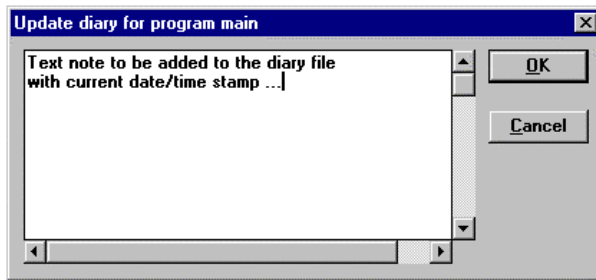 Update diary for program main
Text note to be added to the diary file
with current date/time stamp ...
OK
Cancel